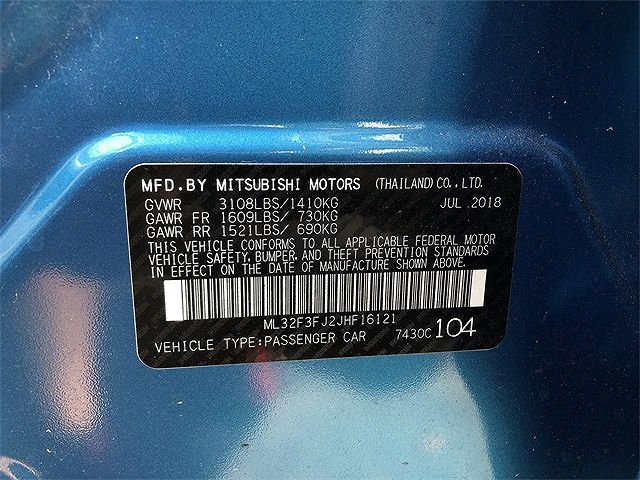 MFD.BY MITSUBISHI MOTORS (THAILAND) CO.,LTD.
GVWR 3108LBS/1410KG JUL 2018
GAWR FR 1609LBS/ 730KG
GAWR RR 1521LBS/ 690KG
THIS VEHICLE CONFORMS TO ALL APPLICABLE FEDERAL MOTOR
VEHICLE SAFETY, BUMPER, AND THEFT PREVENTION STANDARDS
IN EFFECT ON THE DATE OF MANUFACTURE SHOWN ABOVE.
ML32F3FJ2JHF16121
VEHICLE TYPE:PASSENGER CAR 7430C 104